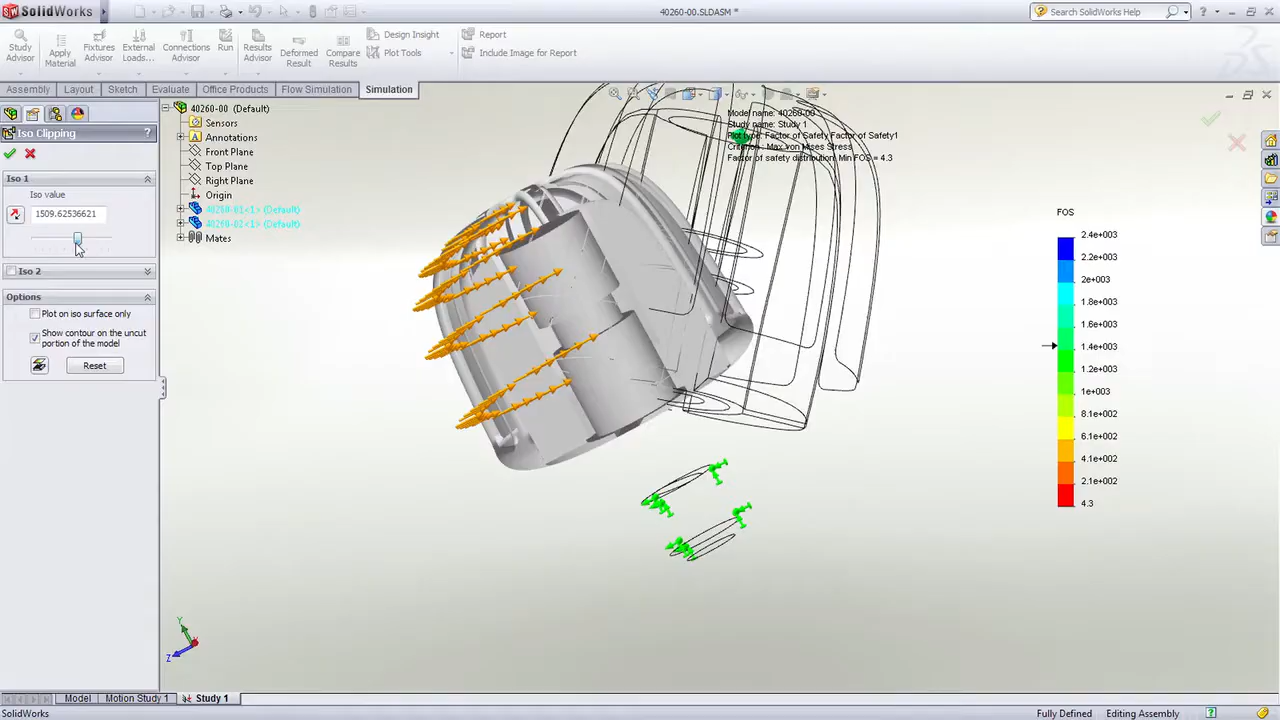 SolidWorks
40260-00.SLDASM *
Search SolidWorks Help
Study Advisor
Apply Material
Fixtures Advisor
External Loads...
Connections Advisor
Run
Results Advisor
Deformed Result
Compare Results
Design Insight
Plot Tools
Report
Include Image for Report
Assembly
Layout
Sketch
Evaluate
Office Products
Flow Simulation
Simulation
Iso Clipping
?
Iso 1
Iso value
1509.62536621
Iso 2
Options
Plot on iso surface only
Show contour on the uncut
portion of the model
Reset
40260-00 (Default)
Sensors
Annotations
Front Plane
Top Plane
Right Plane
Origin
40260-01<1> (Default)
40260-02<1> (Default)
Mates
Model name: 40260-00
Study name: Study 1
Plot type: Factor of Safety Factor of Safety1
Criterion : Max von Mises Stress
Factor of safety distribution: Min FOS = 4.3
FOS
2.4e+003
2.2e+003
2e+003
1.8e+003
1.6e+003
1.4e+003
1.2e+003
1e+003
8.1e+002
6.1e+002
4.1e+002
2.1e+002
4.3
Y
Z
Model
Motion Study 1
Study 1
SolidWorks
Fully Defined
Editing Assembly